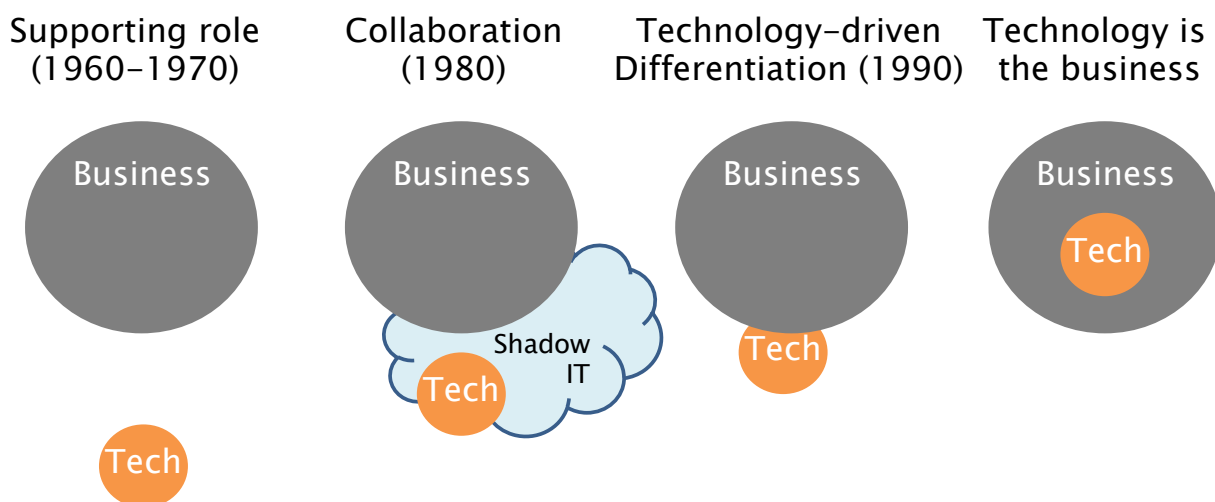 Supporting role
(1960-1970)
Collaboration
(1980)
Technology-driven
Differentiation (1990)
Technology is
the business
Business
Business
Business
Business
Tech
Shadow
IT
Tech
Tech
Tech